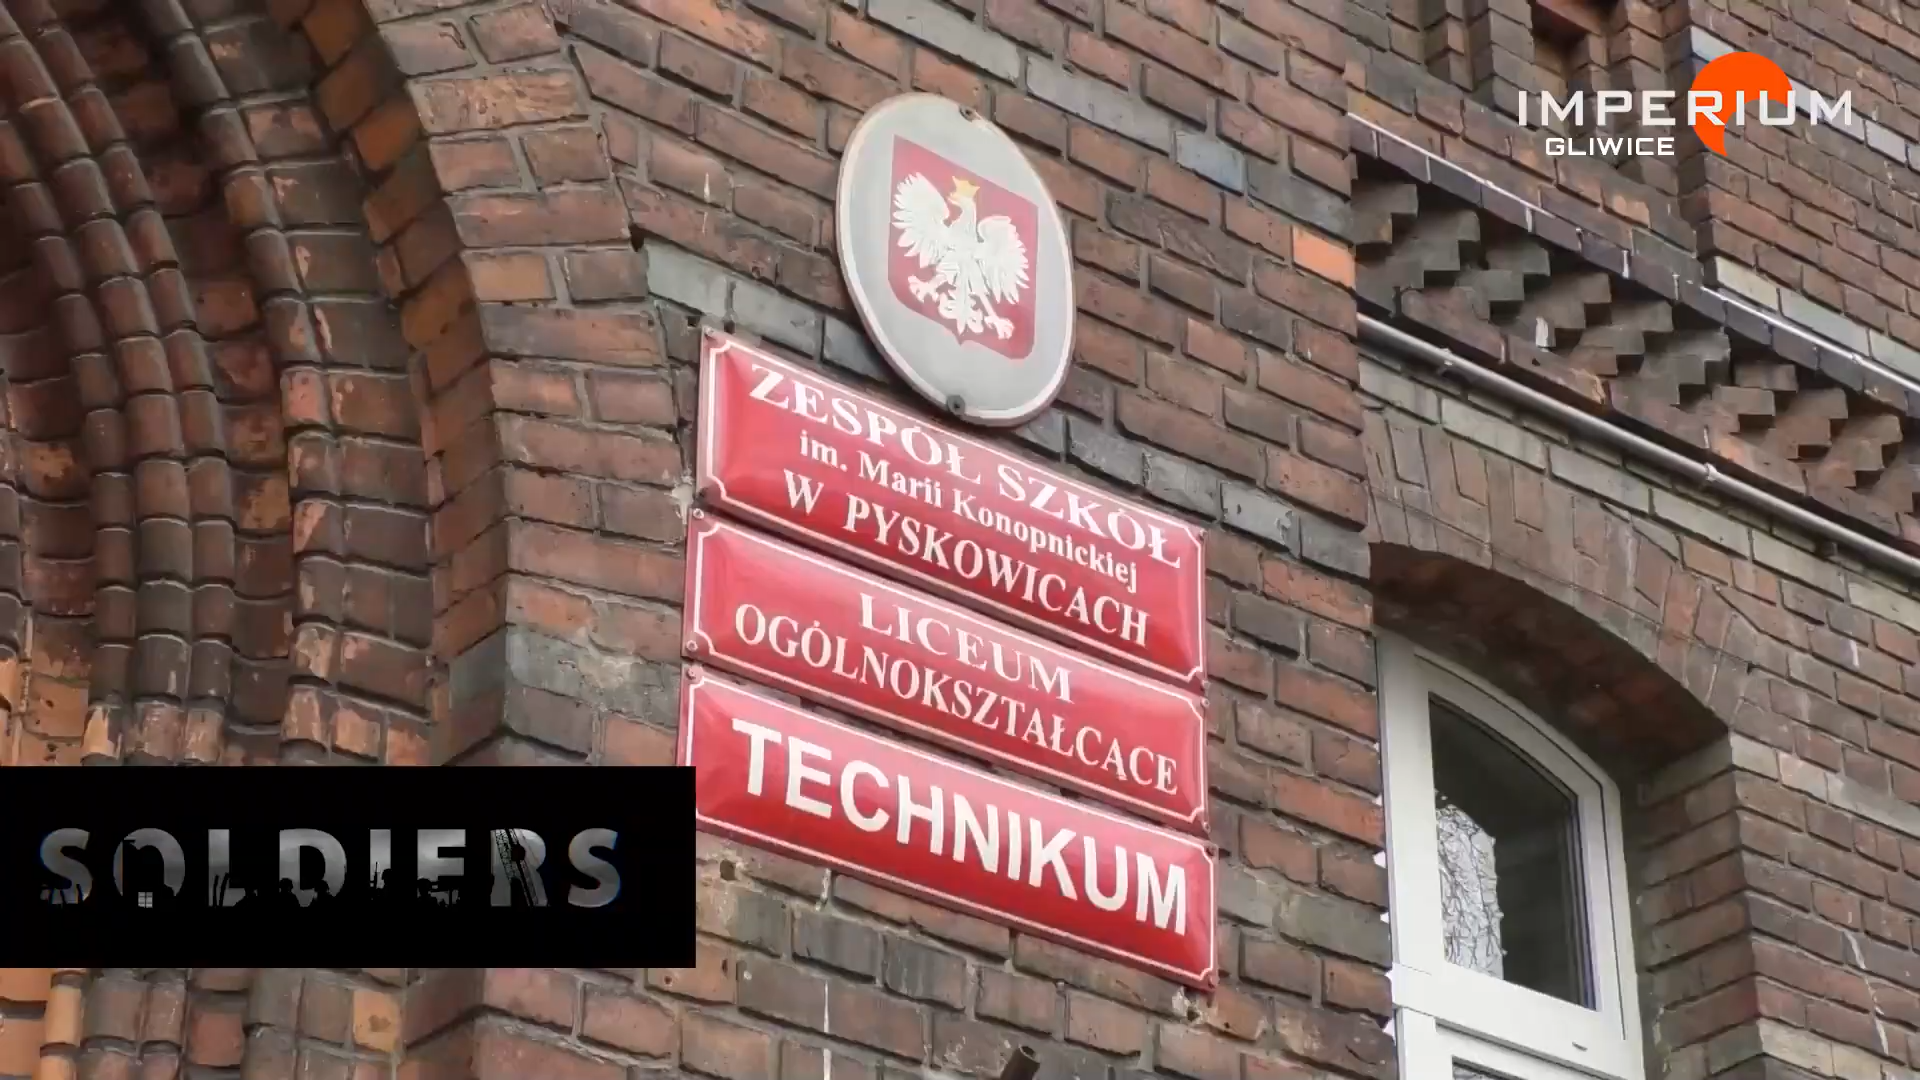 IMPERIUM
GLIWICE
ZESPÓŁ SZKÓŁ
im. Marii Konopnickiej
W PYSKOWICACH
LICEUM
OGÓLNOKSZTAŁCĄCE
TECHNIKUM
SOLDIERS